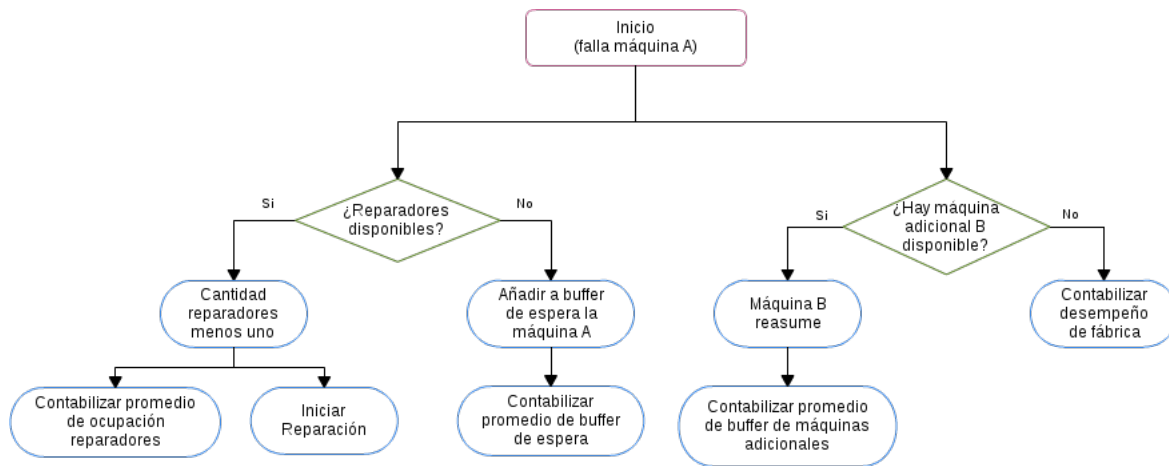 Inicio
(falla máquina A)
Si
¿Reparadores
disponibles?
No
Si
¿Hay máquina
adicional B
disponible?
No
Cantidad
reparadores
menos uno
Añadir a buffer
de espera la
máquina A
Máquina B
reasume
Contabilizar
desempeño
de fábrica
Contabilizar promedio
de ocupación
reparadores
Iniciar
Reparación
Contabilizar
promedio de buffer
de espera
Contabilizar promedio
de buffer de máquinas
adicionales